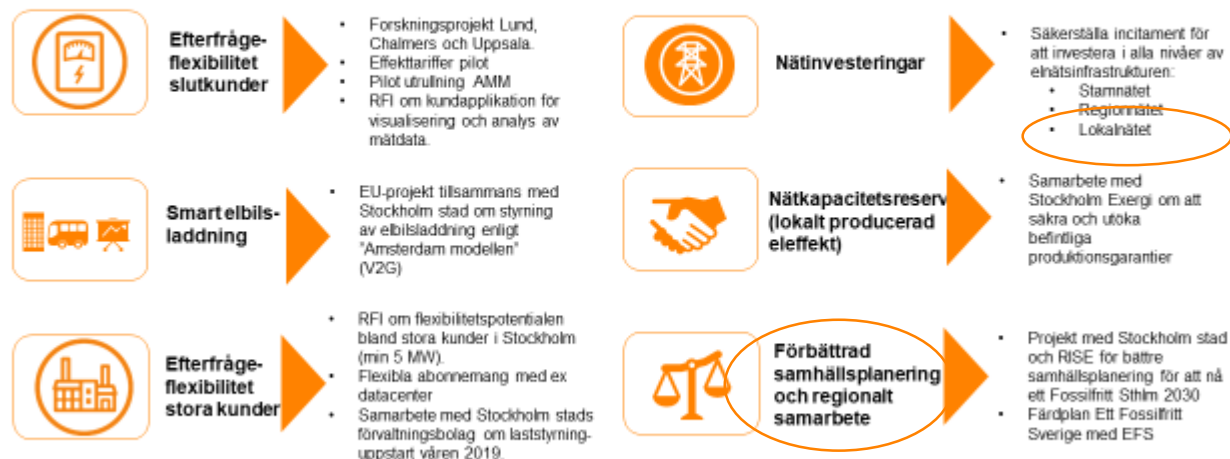 Efterfråge-
flexibilitet
slutkunder
• Forskningsprojekt Lund,
Chalmers och Uppsala.
• Effekttariffer pilot
• Pilot utrullning AMM
• RFI om kundapplikation för
visualisering och analys av
mätdata.
Nätinvesteringar
• Säkerställa incitament för
att investera i alla nivåer av
elnätsinfrastrukturen:
• Stamnätet
• Regionnätet
• Lokalnätet
Smart elbils-
laddning
• EU-projekt tillsammans med
Stockholm stad om styrning
av elbilsladdning enligt
"Amsterdam modellen"
(V2G)
Nätkapacitetsreserv
(lokalt producerad
eleffekt)
• Samarbete med
Stockholm Exergi om att
säkra och utöka
befintliga
produktionsgarantier
Efterfråge-
flexibilitet
stora kunder
• RFI om flexibilitetspotentialen
bland stora kunder i Stockholm
(min 5 MW).
• Flexibla abonnemang med ex
datacenter
• Samarbete med Stockholm stads
förvaltningsbolag om laststyrning-
uppstart våren 2019.
Förbättrad
samhällsplanering
och regionalt
samarbete
• Projekt med Stockholm stad
och RISE för bättre
samhällsplanering för att nå
ett Fossilfritt Sthlm 2030
• Färdplan Ett Fossilfritt
Sverige med EFS